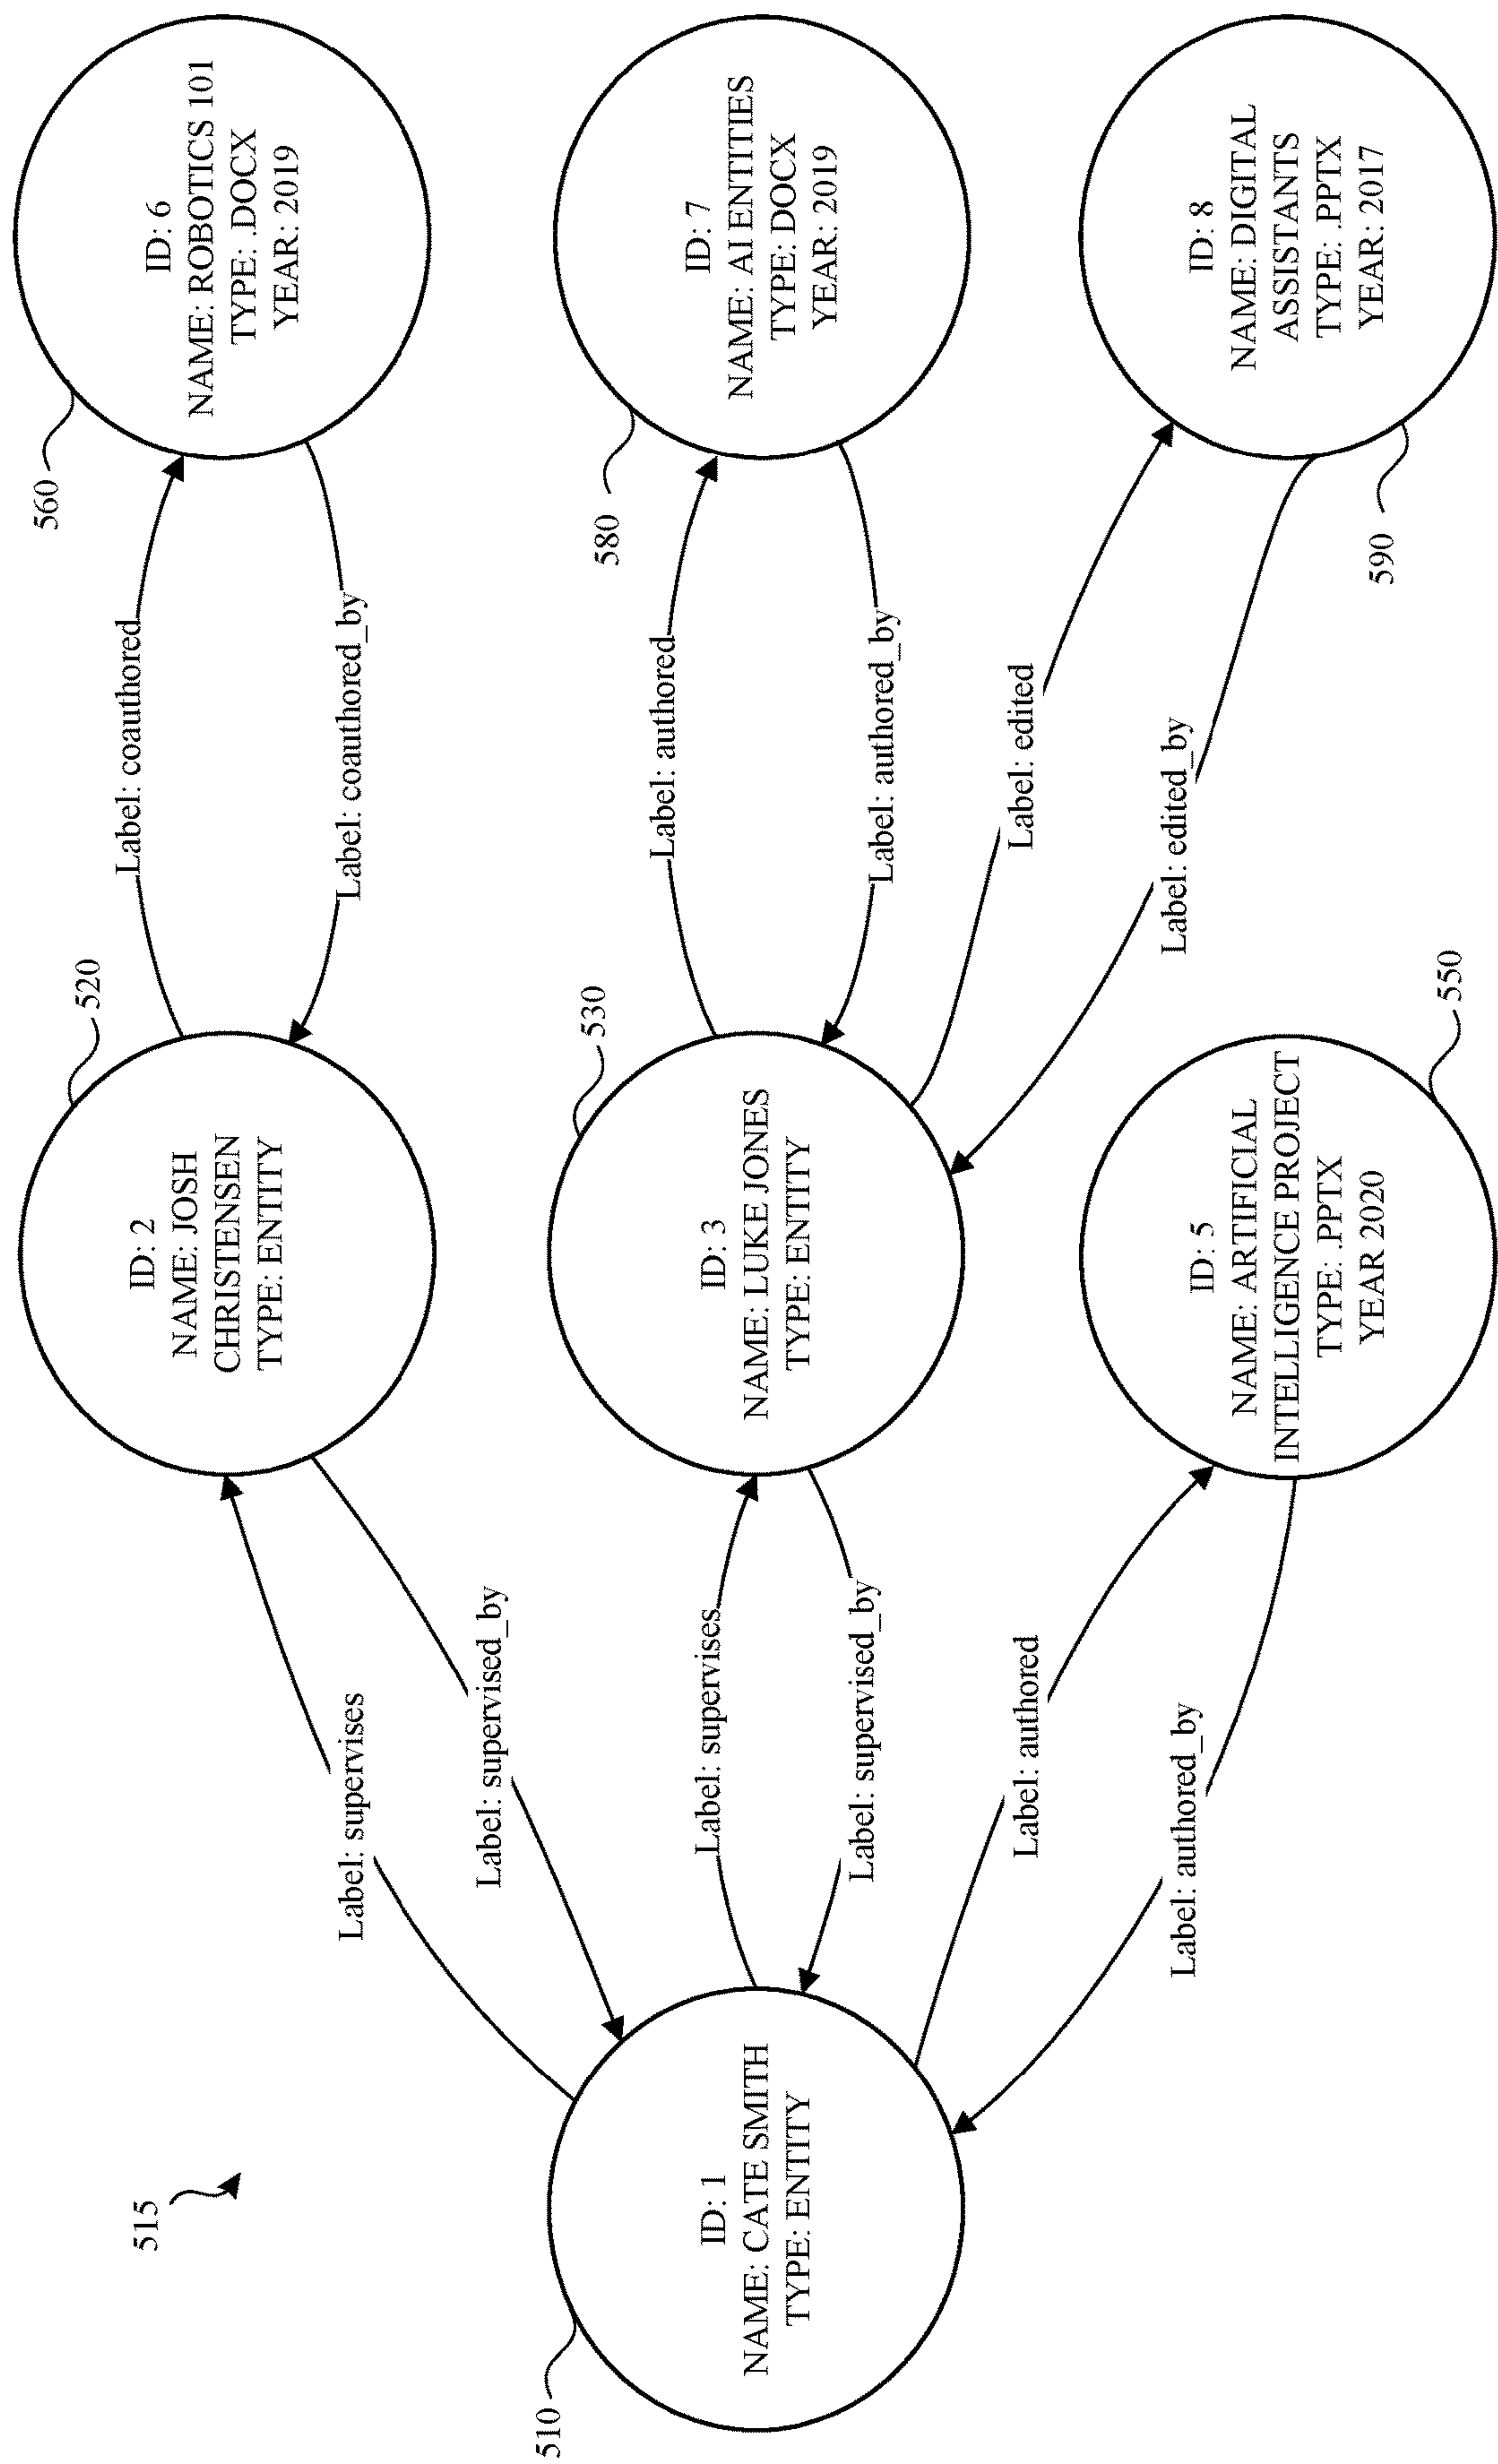 515
510
ID: 1
NAME: CATE SMITH
TYPE: ENTITY
Label: supervises
Label: supervised_by
Label: supervises
Label: supervised_by
Label: authored
Label: authored_by
520
ID: 2
NAME: JOSH
CHRISTENSEN
TYPE: ENTITY
530
ID: 3
NAME: LUKE JONES
TYPE: ENTITY
550
ID: 5
NAME: ARTIFICIAL
INTELLIGENCE PROJECT
TYPE: .PPTX
YEAR 2020
Label: coauthored
Label: coauthored_by
Label: authored
Label: authored_by
Label: edited
Label: edited_by
560
ID: 6
NAME: ROBOTICS 101
TYPE: .DOCX
YEAR: 2019
580
ID: 7
NAME: AI ENTITIES
TYPE: DOCX
YEAR: 2019
590
ID: 8
NAME: DIGITAL
ASSISTANTS
TYPE: .PPTX
YEAR: 2017